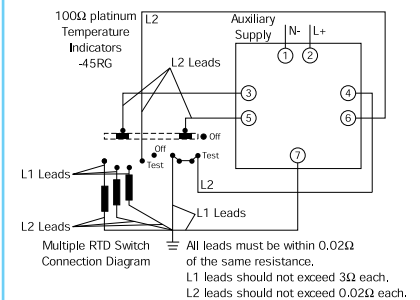 100Ω platinum
Temperature
Indicators
-45RG
L2
Auxiliary
Supply
N-
L+
1
2
L2 Leads
3
4
5
6
Off
7
Off
Test
Test
L1 Leads
L2
L1 Leads
L2 Leads
Multiple RTD Switch
Connection Diagram
All leads must be within 0.02Ω
of the same resistance,
L1 leads should not exceed 3Ω each,
L2 leads should not exceed 0.02Ω each.